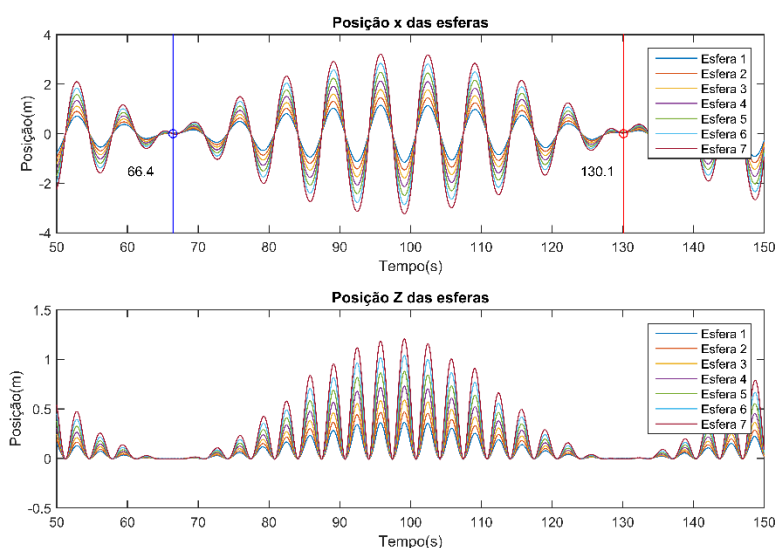 Posição x das esferas
4
2
0
-2
-4
Posição(m)
66.4
130.1
Esfera 1
Esfera 2
Esfera 3
Esfera 4
Esfera 5
Esfera 6
Esfera 7
50 60 70 80 90 100 110 120 130 140 150
Tempo(s)
Posição Z das esferas
1.5
1
0.5
0
-0.5
Posição(m)
Esfera 1
Esfera 2
Esfera 3
Esfera 4
Esfera 5
Esfera 6
Esfera 7
50 60 70 80 90 100 110 120 130 140 150
Tempo(s)